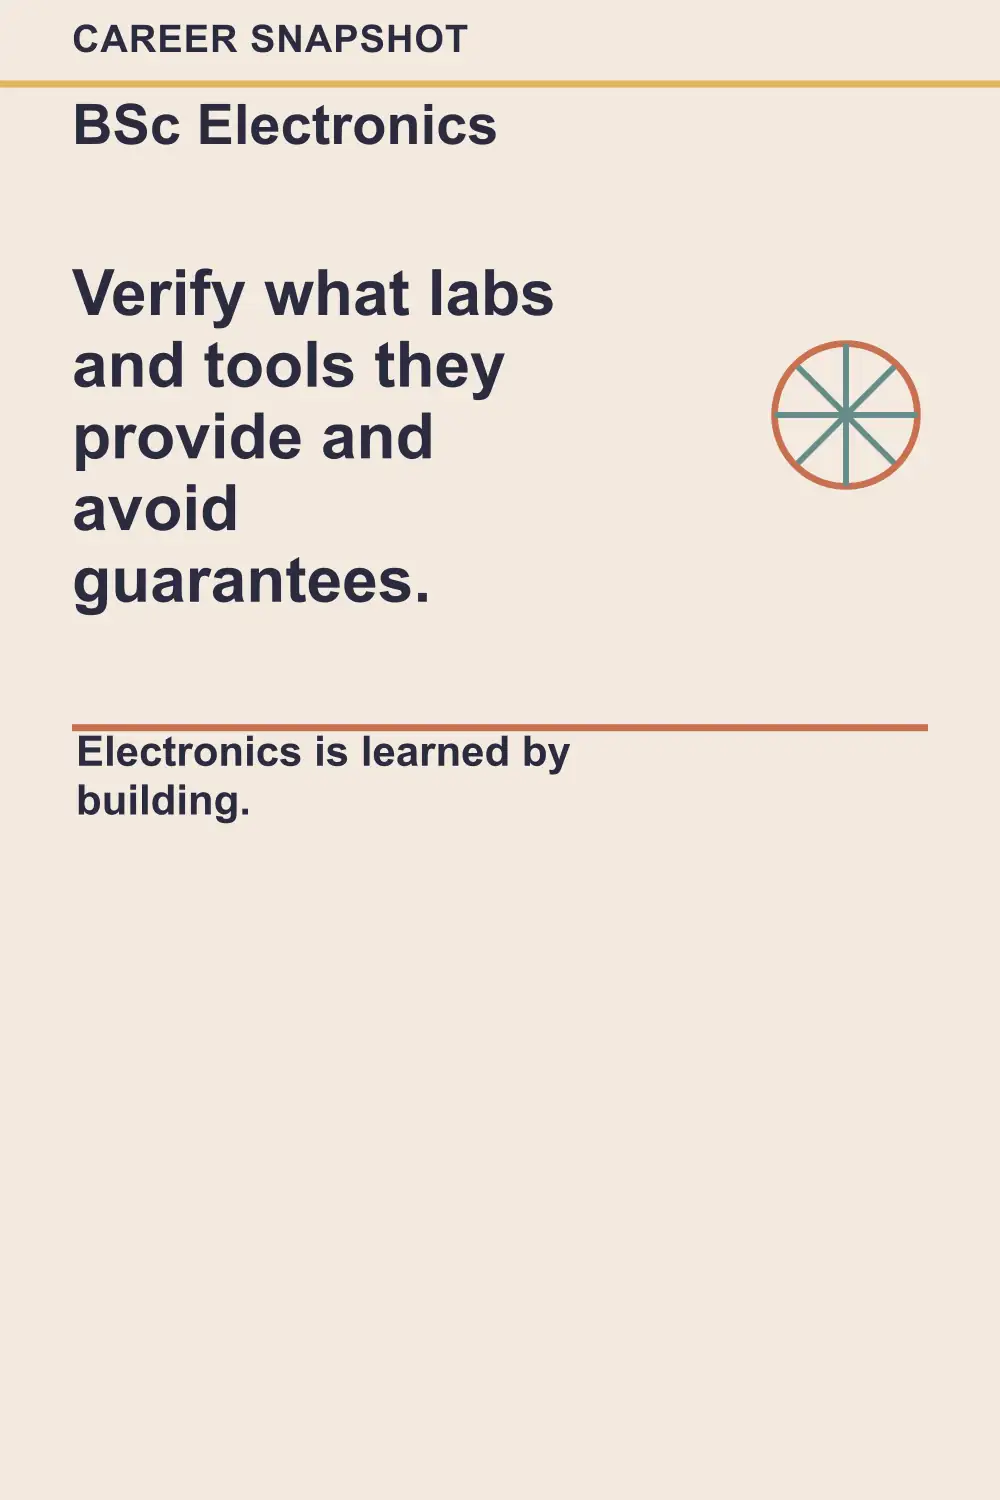 CAREER SNAPSHOT
BSc Electronics
Verify what labs
and tools they
provide and
avoid
guarantees.
Electronics is learned by
building.